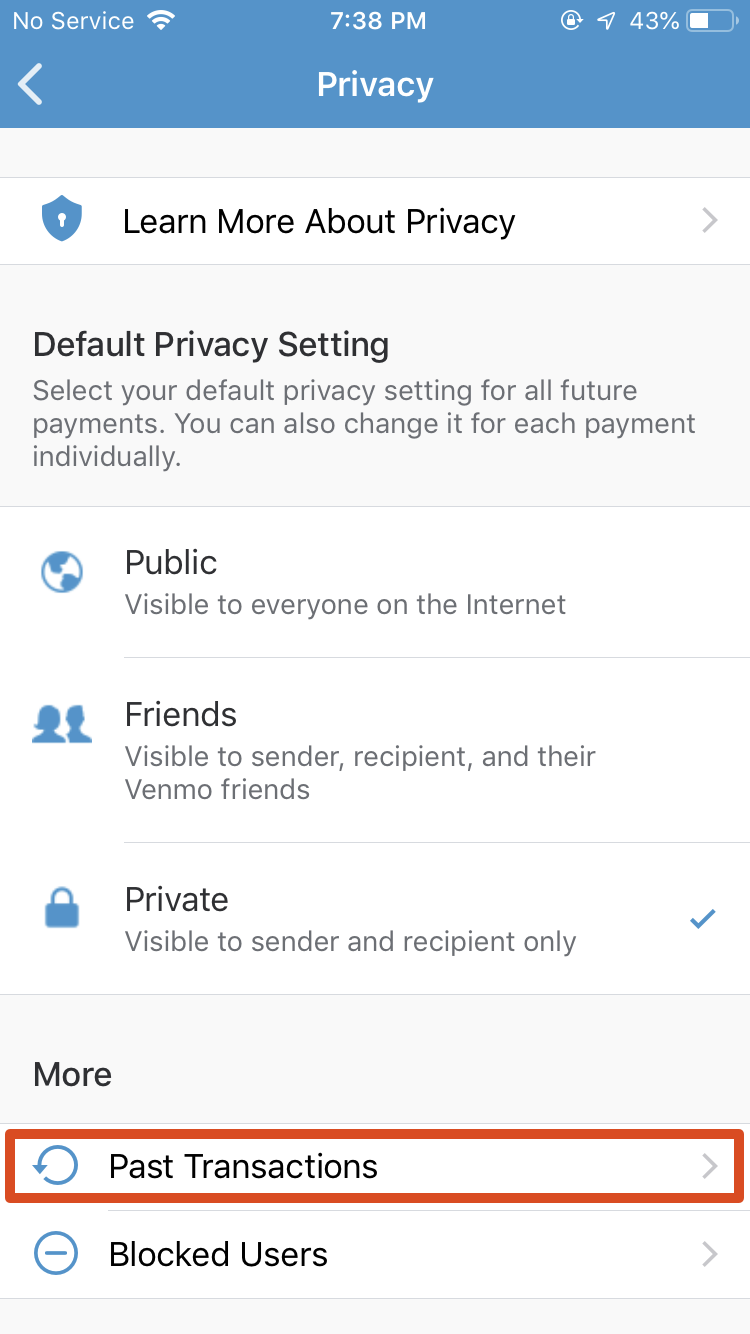 No Service 7:38 PM 43%
Privacy
Learn More About Privacy
Default Privacy Setting
Select your default privacy setting for all future
payments. You can also change it for each payment
individually.
Public
Visible to everyone on the Internet
Friends
Visible to sender, recipient, and their
Venmo friends
Private
Visible to sender and recipient only
More
Past Transactions
Blocked Users